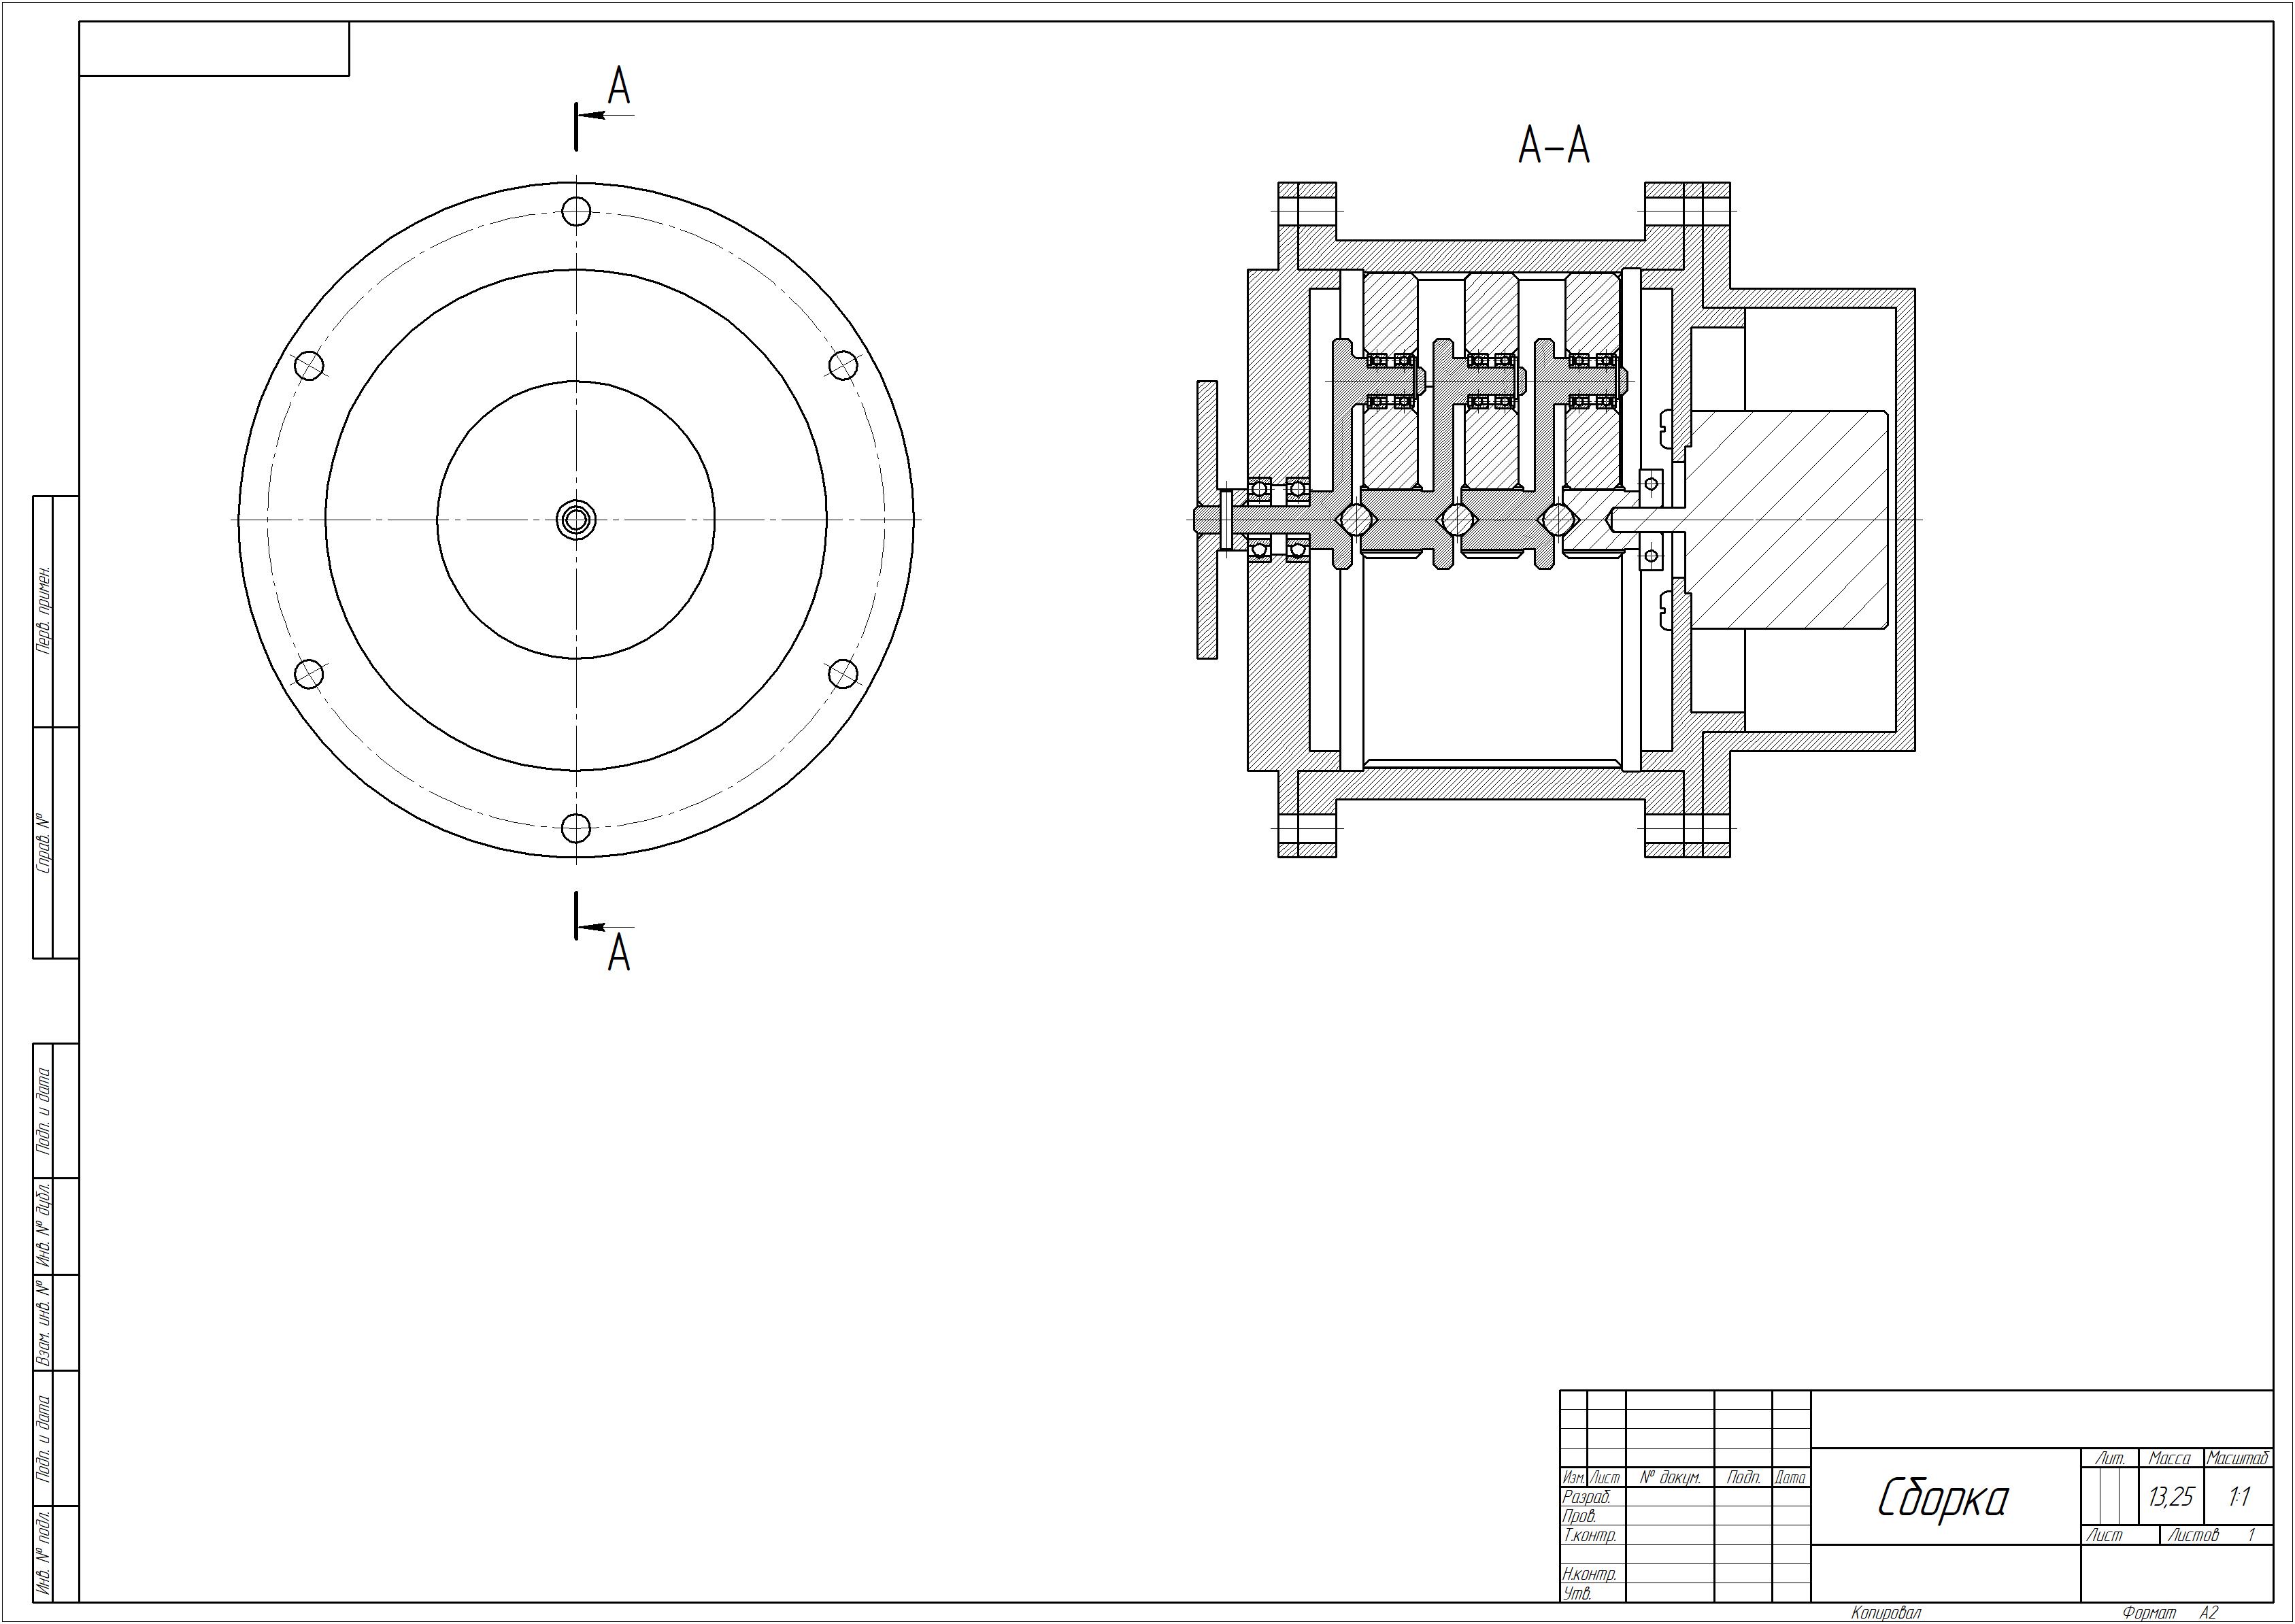 А
А-А
А
Перв. примен.
Справ. №
Подп. и дата
Инв. № дубл.
Взам. инв. №
Подп. и дата
Инв. № подл.
Изм. Лист № докум. Подп. Дата
Разраб.
Пров.
Т.контр.
Н.контр.
Утв.
Сборка
Лит. Масса Масштаб
13,25 1:1
Лист Листов 1
Копировал Формат А2